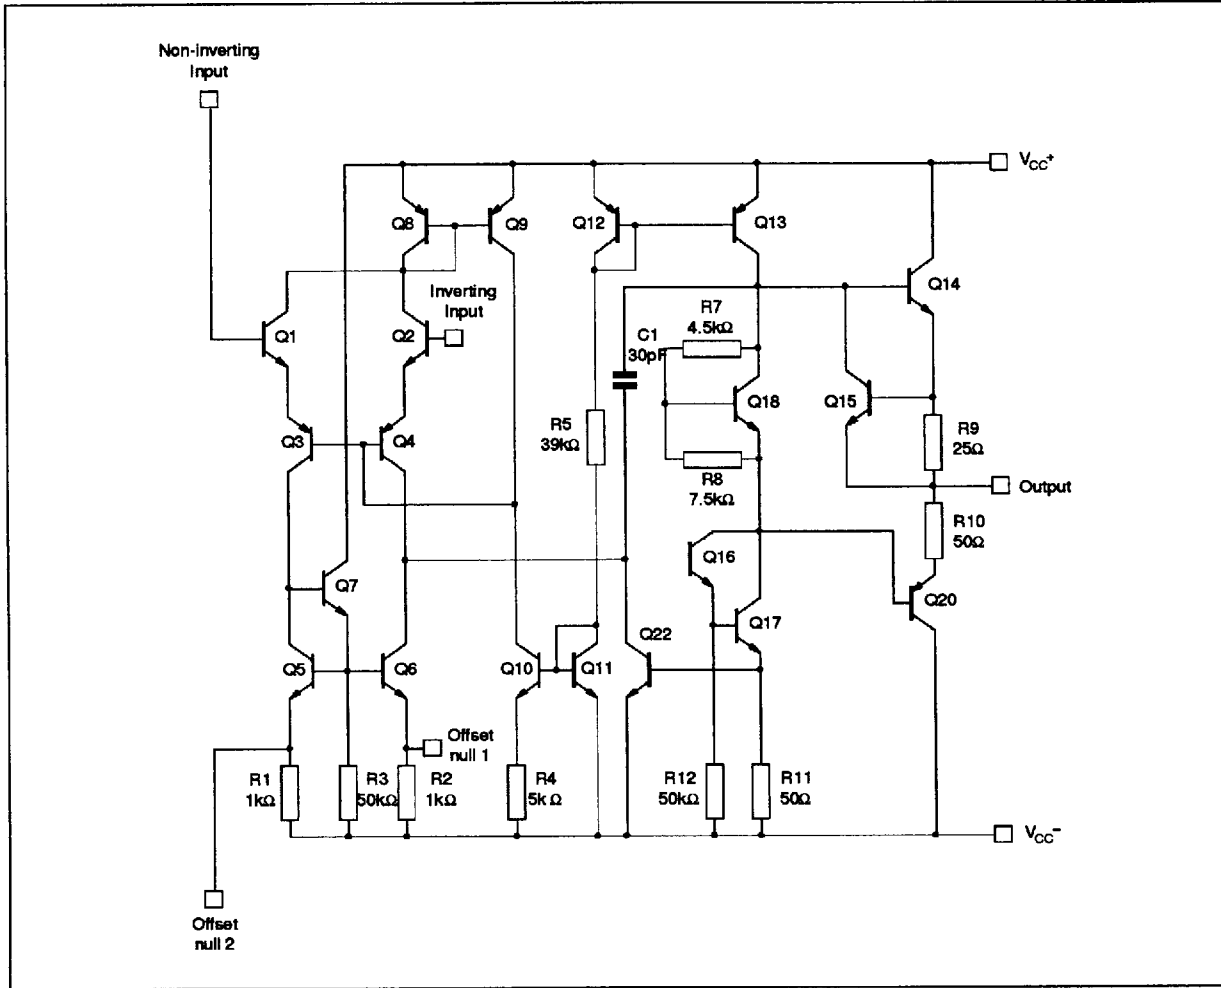 Non-inverting
Input
V_CC+
Q8
Q9
Q12
Q13
Inverting
Input
Q14
Q1
Q2
R7
4.5kΩ
C1
30pF
Q18
Q15
Q3
Q4
R5
39kΩ
R9
25Ω
R8
7.5kΩ
Output
R10
50Ω
Q16
Q7
Q20
Q17
Q22
Q5
Q6
Q10
Q11
Offset
null 1
R1
1kΩ
R3
50kΩ
R2
1kΩ
R4
5kΩ
R12
50kΩ
R11
50Ω
V_CC-
Offset
null 2